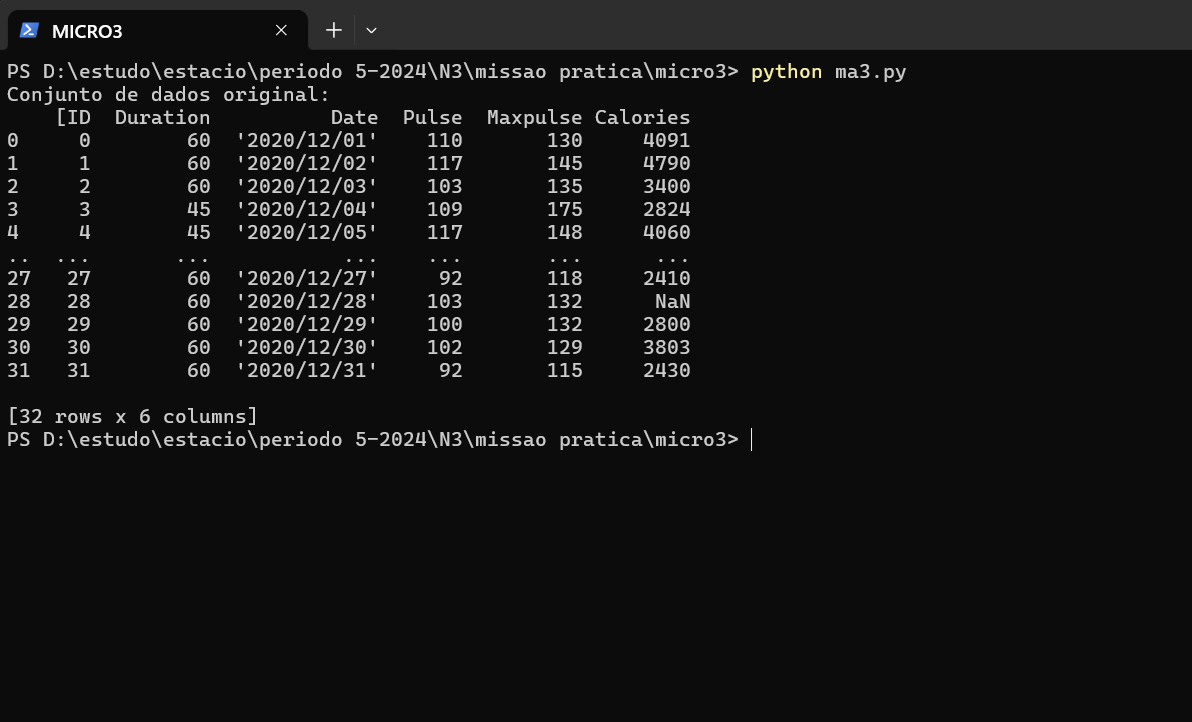 MICRO3
PS D:\estudo\estacio\periodo 5-2024\N3\missao pratica\micro3> python ma3.py
Conjunto de dados original:
    [ID  Duration          Date  Pulse  Maxpulse Calories
0     0        60  '2020/12/01'    110       130     4091
1     1        60  '2020/12/02'    117       145     4790
2     2        60  '2020/12/03'    103       135     3400
3     3        45  '2020/12/04'    109       175     2824
4     4        45  '2020/12/05'    117       148     4060
..  ...       ...           ...    ...       ...      ...
27   27        60  '2020/12/27'     92       118     2410
28   28        60  '2020/12/28'    103       132      NaN
29   29        60  '2020/12/29'    100       132     2800
30   30        60  '2020/12/30'    102       129     3803
31   31        60  '2020/12/31'     92       115     2430
[32 rows x 6 columns]
PS D:\estudo\estacio\periodo 5-2024\N3\missao pratica\micro3>